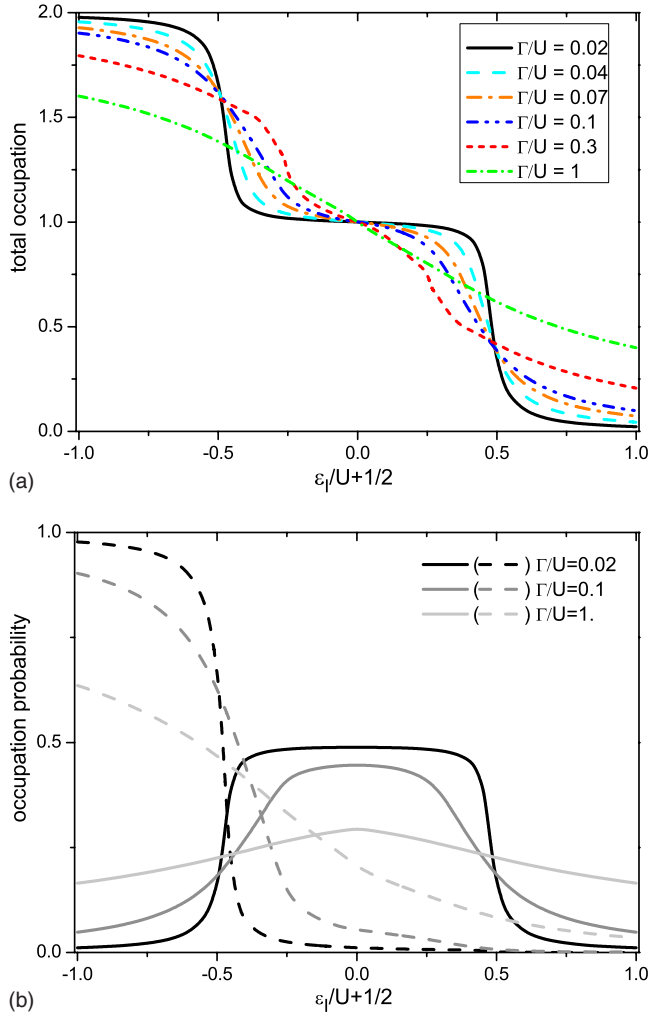 2.0
1.5
1.0
0.5
0.0
total occupation
Γ/U = 0.02
Γ/U = 0.04
Γ/U = 0.07
Γ/U = 0.1
Γ/U = 0.3
Γ/U = 1
-1.0 -0.5 0.0 0.5 1.0
(a)
εl/U+1/2
1.0
0.5
0.0
occupation probability
( ) Γ/U=0.02
( ) Γ/U=0.1
( ) Γ/U=1.
-1.0 -0.5 0.0 0.5 1.0
(b)
εl/U+1/2